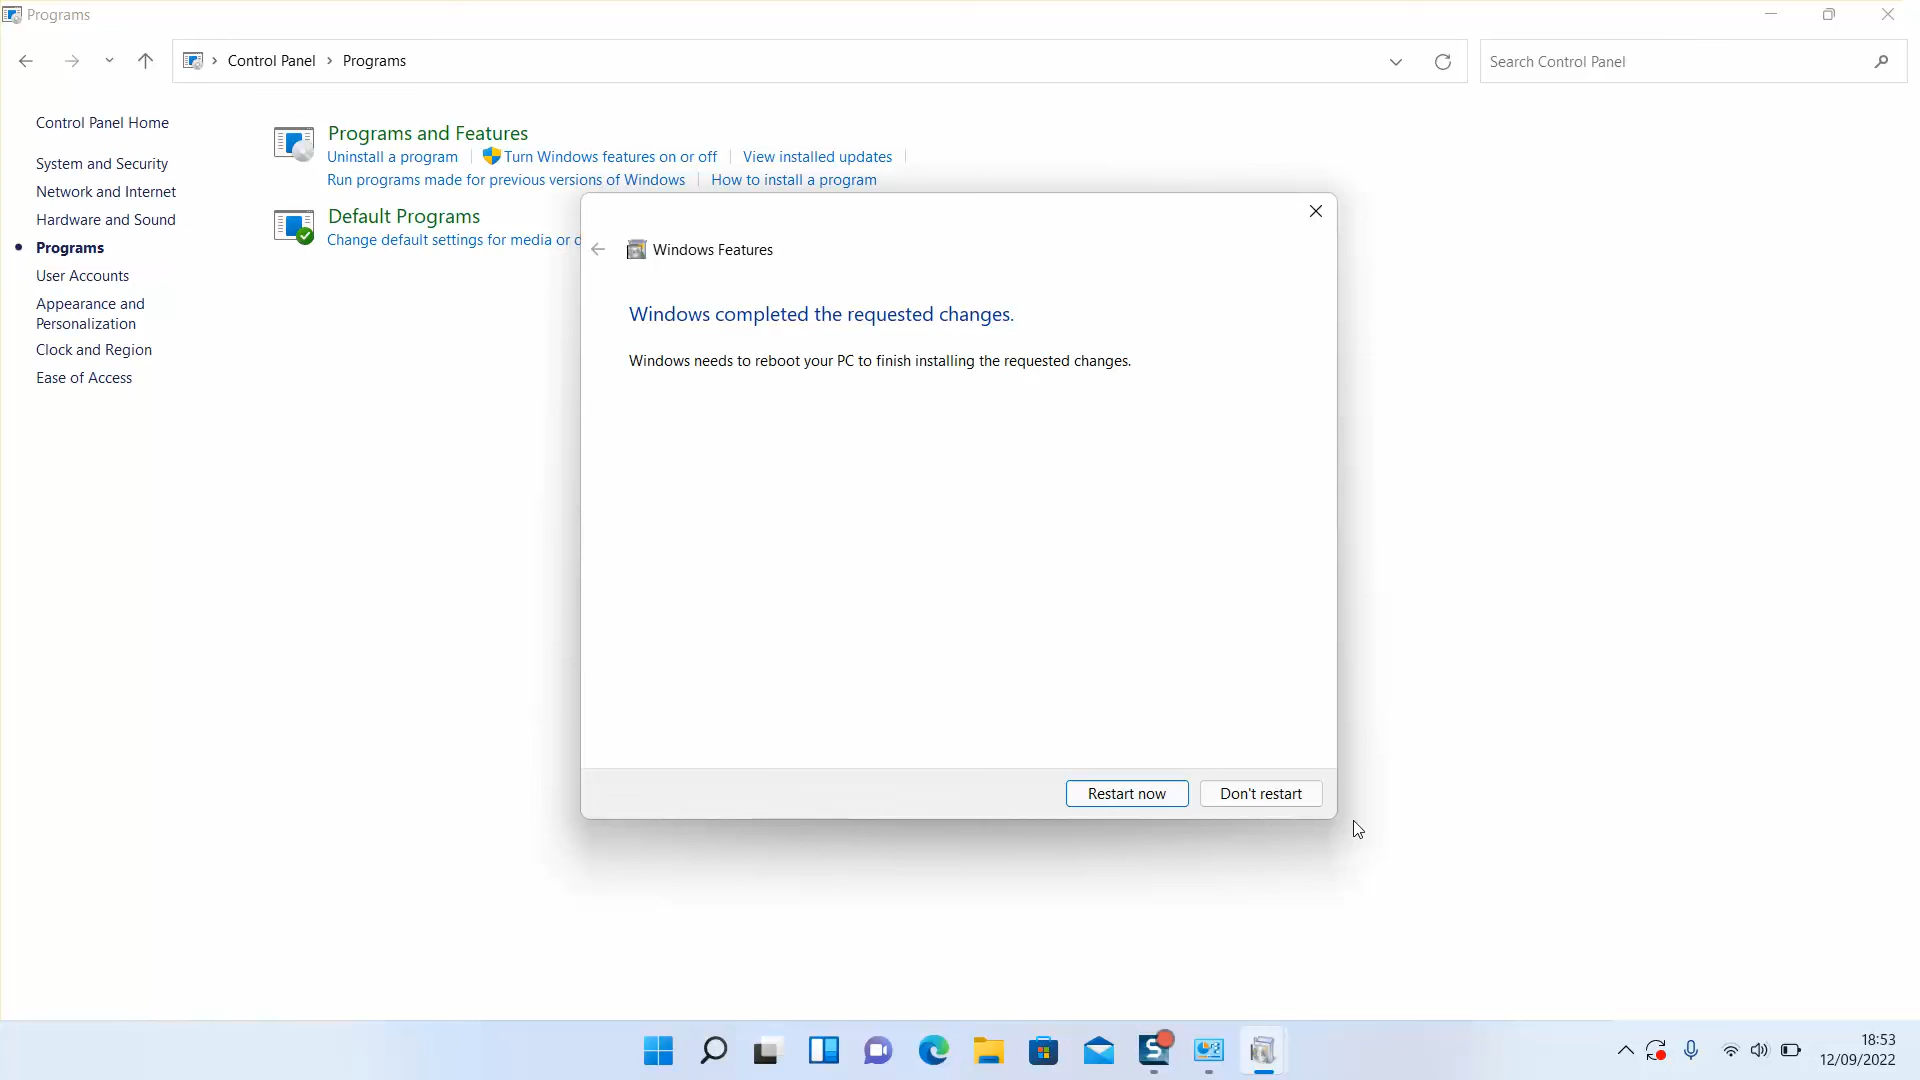 Programs
Control Panel > Programs
Search Control Panel
Control Panel Home
System and Security
Network and Internet
Hardware and Sound
Programs
User Accounts
Appearance and
Personalization
Clock and Region
Ease of Access
Programs and Features
Uninstall a program
Turn Windows features on or off
View installed updates
Run programs made for previous versions of Windows
How to install a program
Default Programs
Change default settings for media or
Windows Features
Windows completed the requested changes.
Windows needs to reboot your PC to finish installing the requested changes.
Restart now
Don't restart
18:53
12/09/2022